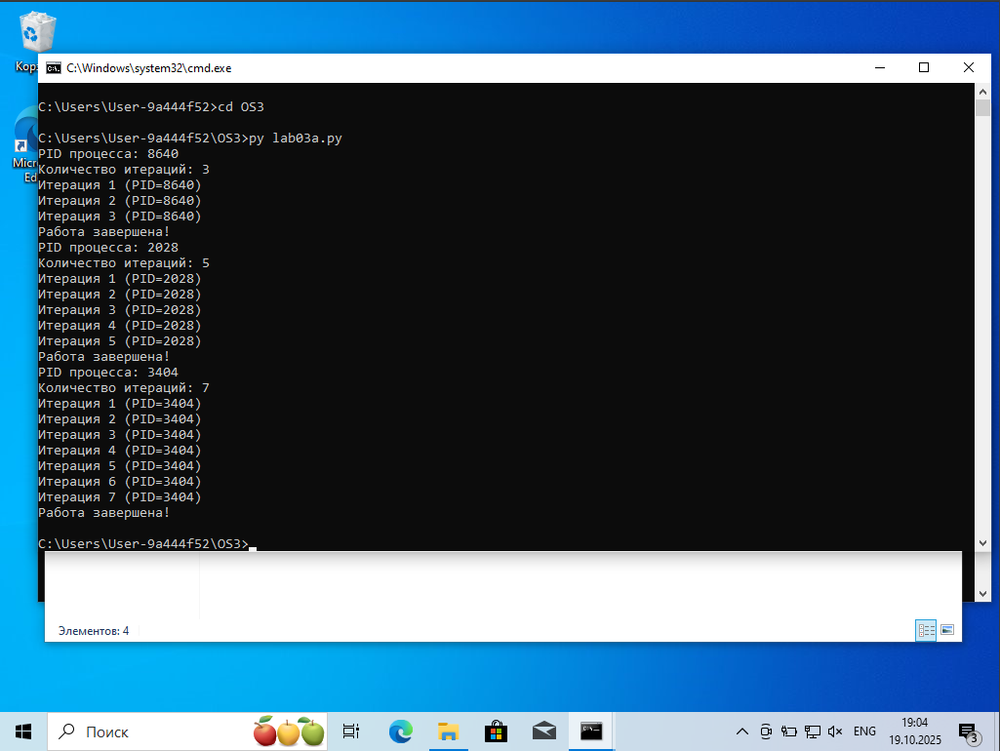 Корз
C:\Windows\system32\cmd.exe
C:\Users\User-9a444f52>cd OS3
C:\Users\User-9a444f52\OS3>py lab03a.py
PID процесса: 8640
Количество итераций: 3
Итерация 1 (PID=8640)
Итерация 2 (PID=8640)
Итерация 3 (PID=8640)
Работа завершена!
PID процесса: 2028
Количество итераций: 5
Итерация 1 (PID=2028)
Итерация 2 (PID=2028)
Итерация 3 (PID=2028)
Итерация 4 (PID=2028)
Итерация 5 (PID=2028)
Работа завершена!
PID процесса: 3404
Количество итераций: 7
Итерация 1 (PID=3404)
Итерация 2 (PID=3404)
Итерация 3 (PID=3404)
Итерация 4 (PID=3404)
Итерация 5 (PID=3404)
Итерация 6 (PID=3404)
Итерация 7 (PID=3404)
Работа завершена!
C:\Users\User-9a444f52\OS3>
Micr
Ed
Элементов: 4
Поиск
ENG
19:04
19.10.2025
3